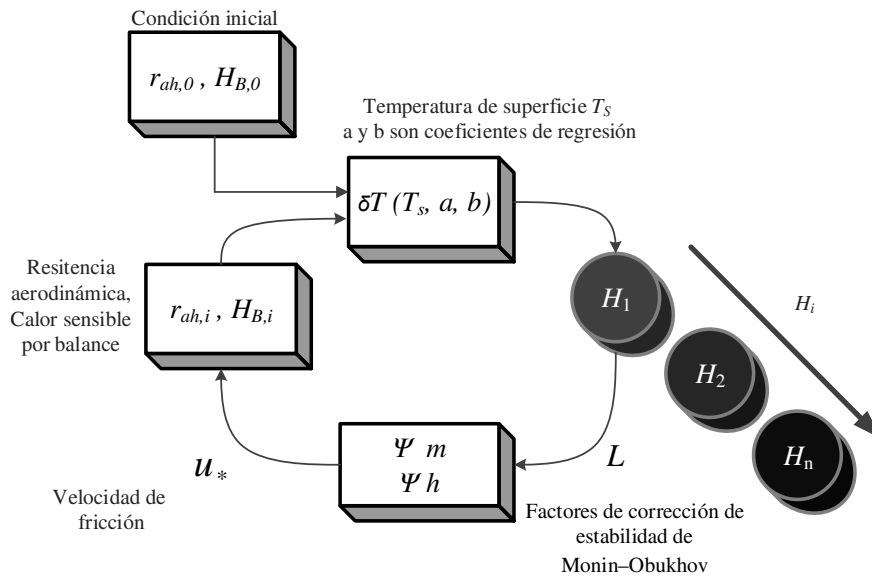 Condición inicial
r_ah,0 , H_B,0
Temperatura de superficie T_S
a y b son coeficientes de regresión
δT (T_s, a, b)
Resitencia
aerodinámica,
Calor sensible
por balance
r_ah,i , H_B,i
H_1
H_i
H_2
H_n
Ψ m
Ψ h
u_*
L
Velocidad de
fricción
Factores de corrección de
estabilidad de
Monin–Obukhov